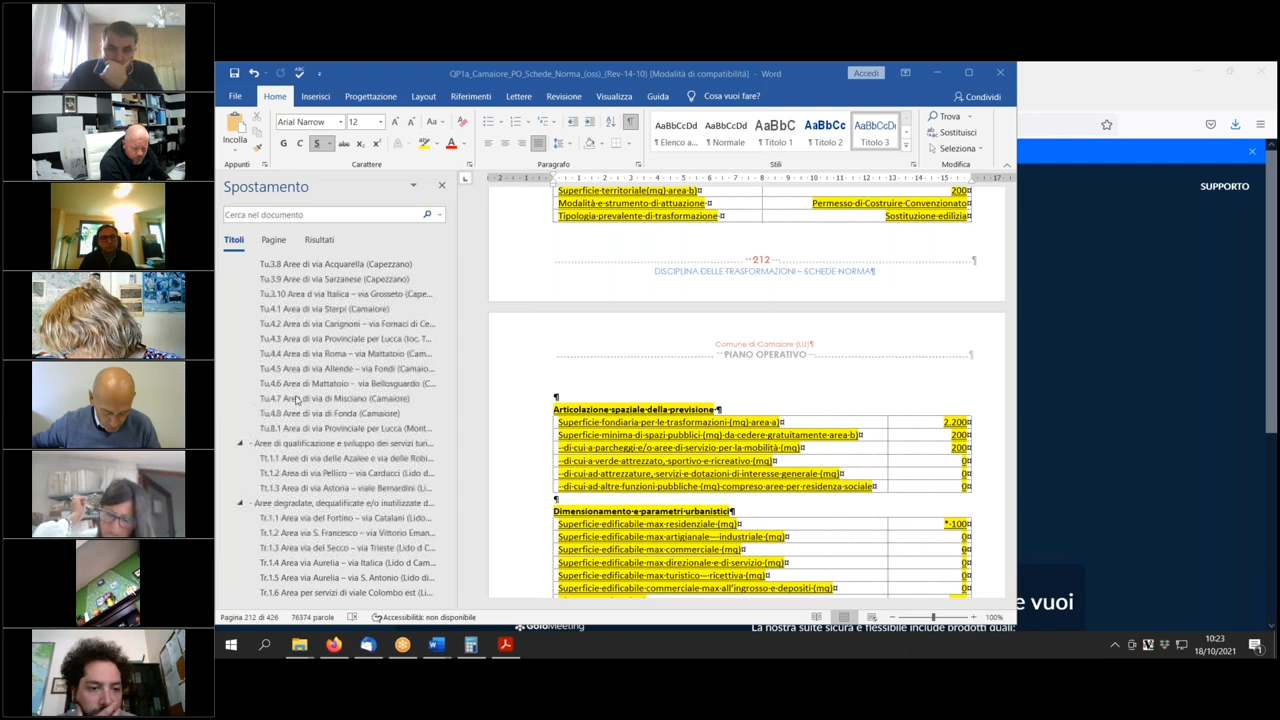 QP1a_Camaiore_PO_Schede_Norma_(oss)_(Rev-14-10) [Modalità di compatibilità] - Word
Accedi
File
Home
Inserisci
Progettazione
Layout
Riferimenti
Lettere
Revisione
Visualizza
Guida
Cosa vuoi fare?
Condividi
Incolla
Arial Narrow
12
G C S abc x₂ x²
AaBbCcDd
¶ Elenco a...
AaBbCcDd
¶ Normale
AaBbC
¶ Titolo 1
AaBbCc
¶ Titolo 2
AaBbCcDc
¶ Titolo 3
Trova
Sostituisci
Seleziona
Appunti
Carattere
Paragrafo
Stili
Modifica
Spostamento
Cerca nel documento
Titoli
Pagine
Risultati
Tu.3.8 Aree di via Acquarella (Capezzano)
Tu.3.9 Area di via Sarzanese (Capezzano)
Tu.3.10 Area d via Italica – via Grosseto (Cape...
Tu.4.1 Area di via Sterpi (Camaiore)
Tu.4.2 Area di via Carignoni – via Fornaci di Ce...
Tu.4.3 Area di via Provinciale per Lucca (loc. T...
Tu.4.4 Area di via Roma – via Mattatoio (Cam...
Tu.4.5 Area di via Allende – via Fondi (Camaio...
Tu.4.6 Area di Mattatoio - via Bellosguardo (C...
Tu.4.7 Area di via di Misciano (Camaiore)
Tu.4.8 Area di via di Fonda (Camaiore)
Tu.8.1 Area di via Provinciale per Lucca (Mont...
- Aree di qualificazione e sviluppo dei servizi turi...
Tt.1.1 Area di via delle Azalee e via delle Robi...
Tt.1.2 Area di via Pellico – via Carducci (Lido d...
Tt.1.3 Area di via Astoria – viale Bernardini (Li...
- Aree degradate, dequalificate e/o inutilizzate d...
Tr.1.1 Area via del Fortino – via Catalani (Lido...
Tr.1.2 Area via S. Francesco – via Vittorio Eman...
Tr.1.3 Area via del Secco – via Trieste (Lido d C...
Tr.1.4 Area via Aurelia – via Italica (Lido d Cam...
Tr.1.5 Area via Aurelia – via S. Antonio (Lido d...
Tr.1.6 Area per servizi di viale Colombo est (Li...
Superficie·territoriale(mq)·area·b)¤ 200¤
Modalità·e·strumento·di·attuazione·¤ Permesso·di·Costruire·Convenzionato¤
Tipologia·prevalente·di·trasformazione·¤ Sostituzione·edilizia¤
··212 ¶
DISCIPLINA DELLE TRASFORMAZIONI – SCHEDE NORMA¶
Comune di Camaiore (LU)¶
PIANO OPERATIVO ¶
¶
Articolazione·spaziale·della·previsione·¶
Superficie·fondiaria·per·le·trasformazioni·(mq)·area·a)¤ 2.200¤
Superficie·minima·di·spazi·pubblici·(mq)·da·cedere·gratuitamente·area·b)¤ 200¤
--di·cui·a·parcheggi·e/o·aree·di·servizio·per·la·mobilità·(mq)¤ 200¤
--di·cui·a·verde·attrezzato,·sportivo·e·ricreativo·(mq)¤ 0¤
--di·cui·ad·attrezzature,·servizi·e·dotazioni·di·interesse·generale·(mq)¤ 0¤
--di·cui·ad·altre·funzioni·pubbliche·(mq)·compreso·aree·per·residenza·sociale¤ 0¤
¶
Dimensionamento·e·parametri·urbanistici¶
Superficie·edificabile·max·residenziale·(mq)¤ *·100¤
Superficie·edificabile·max·artigianale·–·industriale·(mq)¤ 0¤
Superficie·edificabile·max·commerciale·(mq)¤ 0¤
Superficie·edificabile·max·direzionale·e·di·servizio·(mq)¤ 0¤
Superficie·edificabile·max·turistico·–·ricettiva·(mq)¤ 0¤
Superficie·edificabile·commerciale·max·all'ingrosso·e·depositi·(mq)¤ 0¤
Pagina 212 di 426
76374 parole
Accessibilità: non disponibile
100%
SUPPORTO
e vuoi
GoToMeeting
La nostra suite sicura e flessibile include prodotti quali:
10:23
18/10/2021